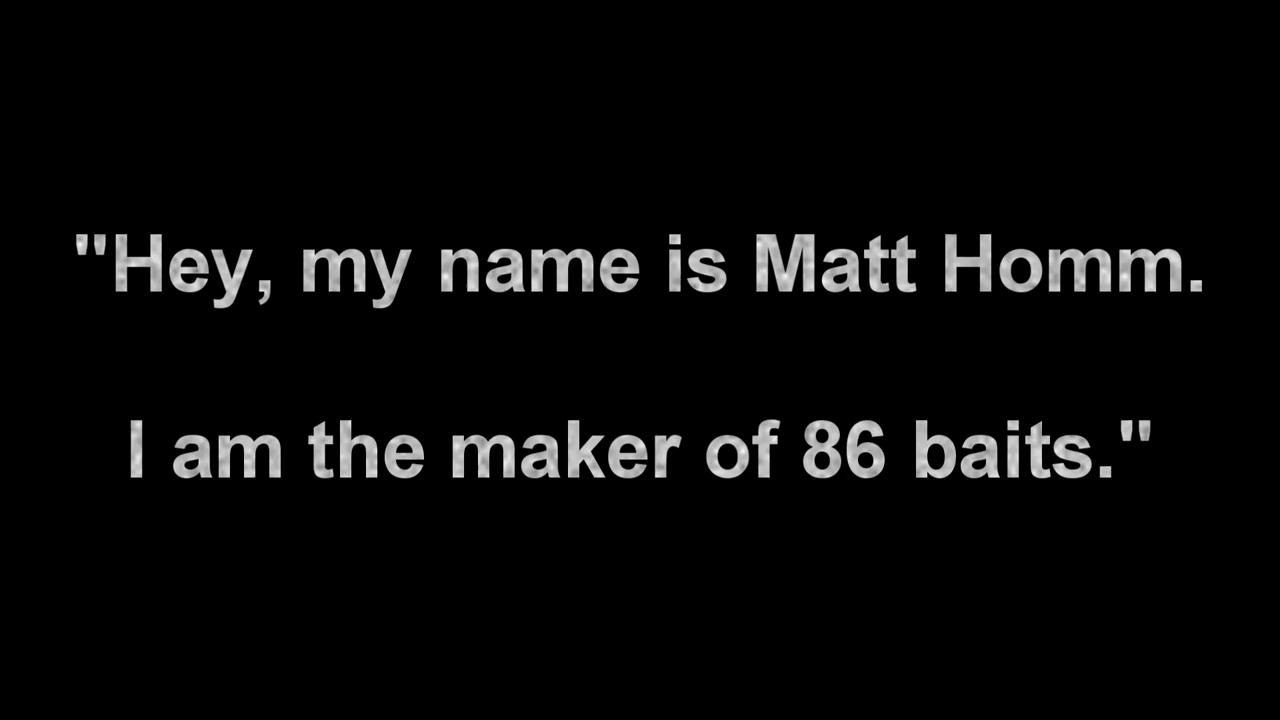 "Hey, my name is Matt Homm.
I am the maker of 86 baits."